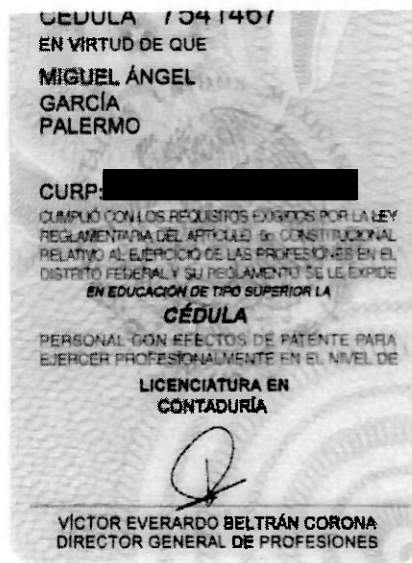 CÉDULA 7541467
EN VIRTUD DE QUE
MIGUEL ÁNGEL
GARCÍA
PALERMO
CURP:
CUMPLIÓ CON LOS REQUISITOS EXIGIDOS POR LA LEY
REGLAMENTARIA DEL ARTÍCULO 5o CONSTITUCIONAL
RELATIVO AL EJERCICIO DE LAS PROFESIONES EN EL
DISTRITO FEDERAL Y SU REGLAMENTO SE LE EXPIDE
EN EDUCACIÓN DE TIPO SUPERIOR LA
CÉDULA
PERSONAL CON EFECTOS DE PATENTE PARA
EJERCER PROFESIONALMENTE EN EL NIVEL DE
LICENCIATURA EN
CONTADURÍA
VÍCTOR EVERARDO BELTRÁN CORONA
DIRECTOR GENERAL DE PROFESIONES